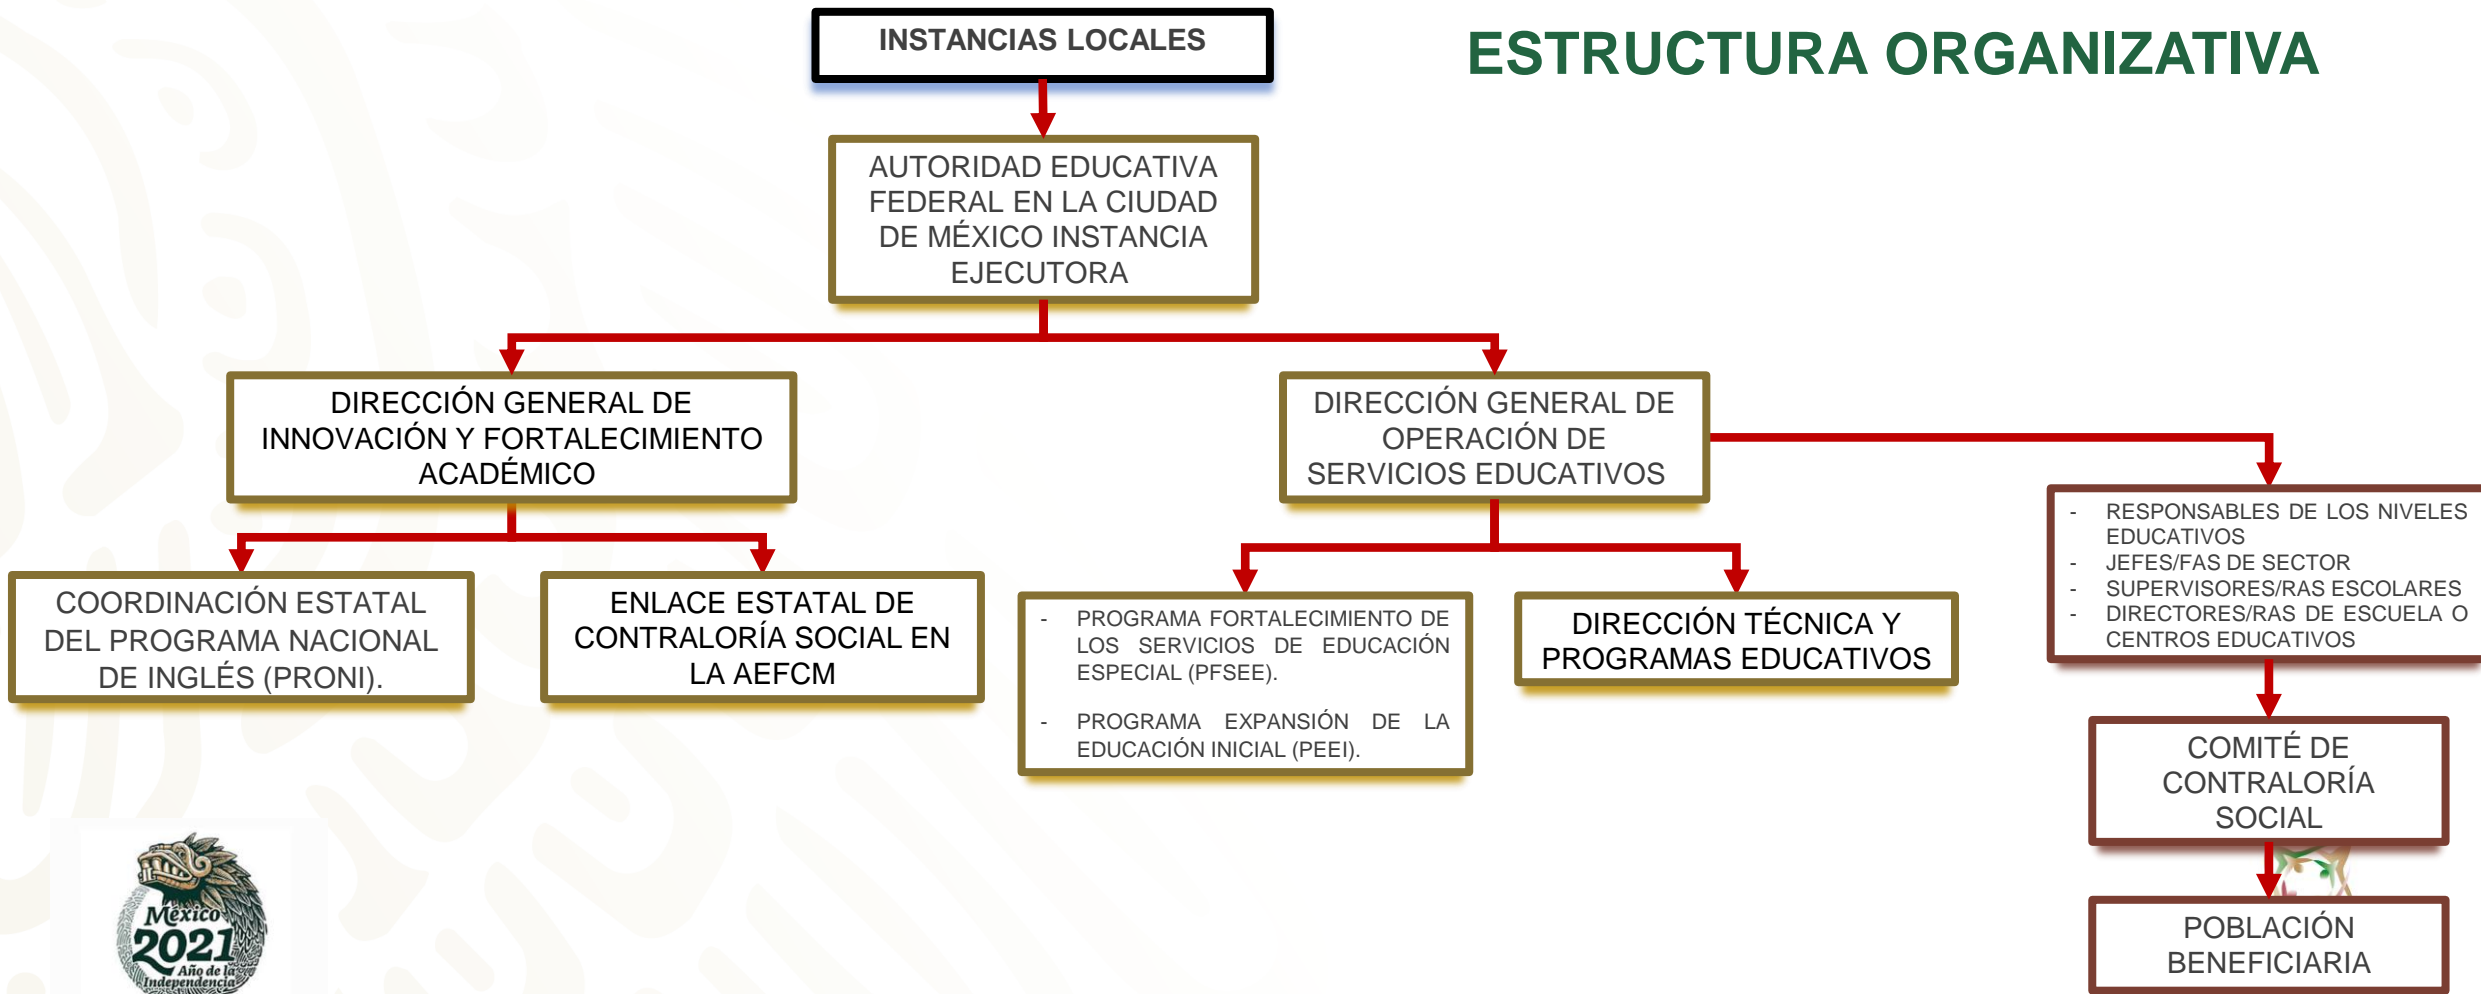 INSTANCIAS LOCALES
ESTRUCTURA ORGANIZATIVA
AUTORIDAD EDUCATIVA
FEDERAL EN LA CIUDAD
DE MÉXICO INSTANCIA
EJECUTORA
DIRECCIÓN GENERAL DE
INNOVACIÓN Y FORTALECIMIENTO
ACADÉMICO
DIRECCIÓN GENERAL DE
OPERACIÓN DE
SERVICIOS EDUCATIVOS
- RESPONSABLES DE LOS NIVELES
EDUCATIVOS
- JEFES/FAS DE SECTOR
- SUPERVISORES/RAS ESCOLARES
- DIRECTORES/RAS DE ESCUELA O
CENTROS EDUCATIVOS
COORDINACIÓN ESTATAL
DEL PROGRAMA NACIONAL
DE INGLÉS (PRONI).
ENLACE ESTATAL DE
CONTRALORÍA SOCIAL EN
LA AEFCM
- PROGRAMA FORTALECIMIENTO DE
LOS SERVICIOS DE EDUCACIÓN
ESPECIAL (PFSEE).
- PROGRAMA EXPANSIÓN DE LA
EDUCACIÓN INICIAL (PEEI).
DIRECCIÓN TÉCNICA Y
PROGRAMAS EDUCATIVOS
COMITÉ DE
CONTRALORÍA
SOCIAL
POBLACIÓN
BENEFICIARIA
México
2021
Año de la
Independencia